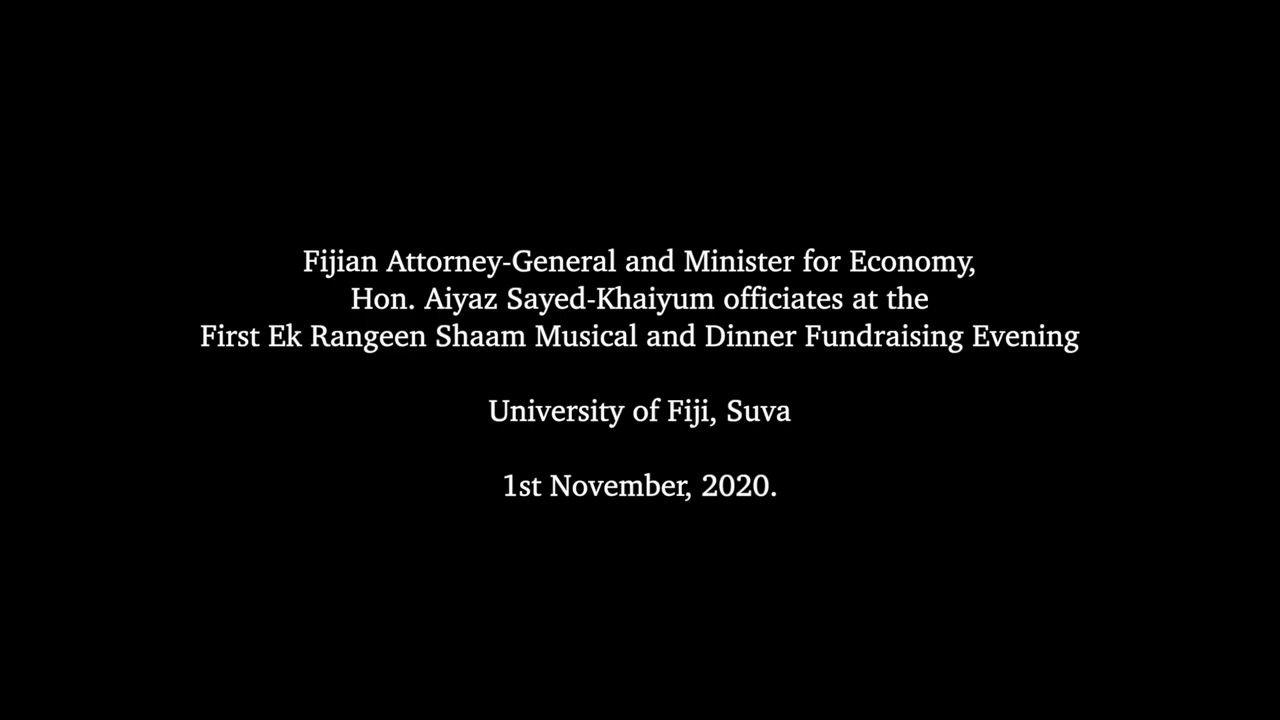 Fijian Attorney-General and Minister for Economy,
Hon. Aiyaz Sayed-Khaiyum officiates at the
First Ek Rangeen Shaam Musical and Dinner Fundraising Evening
University of Fiji, Suva
1st November, 2020.